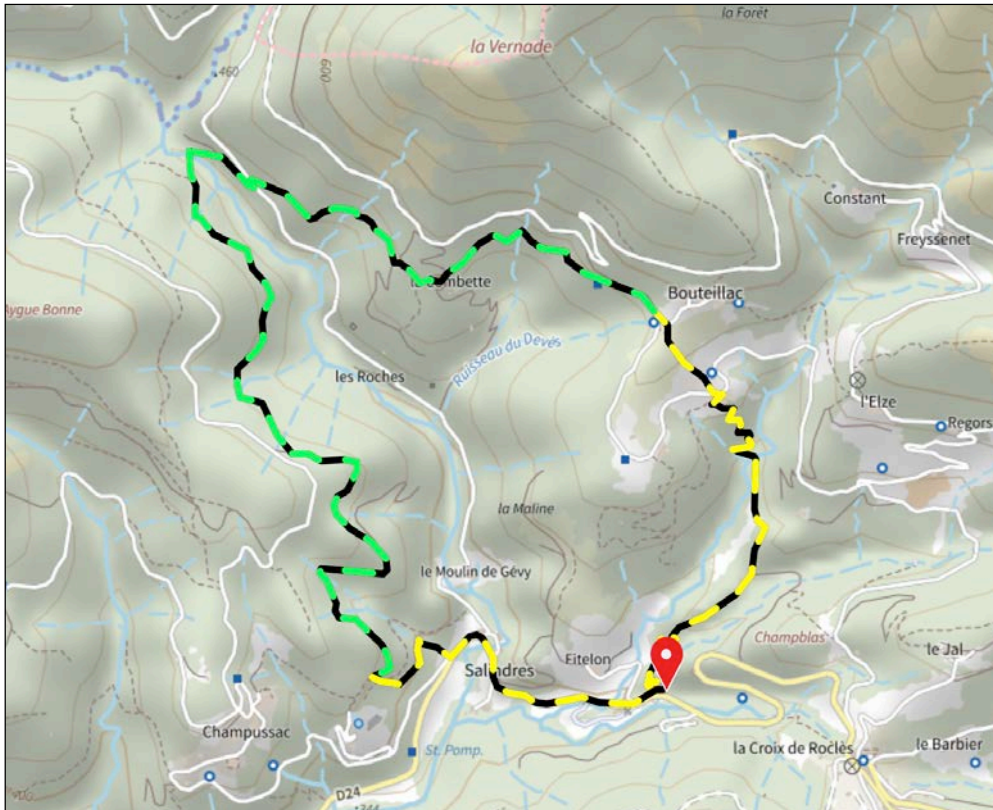 la Forêt
la Vernade
460
600
Constant
Freyssenet
Bouteillac
Aygue Bonne
Ruisseau du Devès
les Roches
l'Elze
Regors
la Maline
le Moulin de Gévy
Champblas
Eitelon
le Jal
Champussac
St. Pomp.
la Croix de Roclès
le Barbier
D24